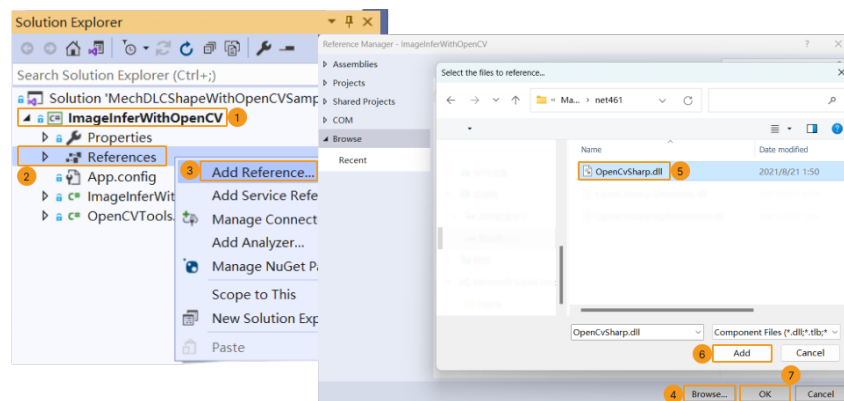 Solution Explorer
Search Solution Explorer (Ctrl+;)
Solution 'MechDLCShapeWithOpenCVSamp
ImageInferWithOpenCV 1
Properties
References
2 App.config
ImageInferWit
OpenCVTools.
3 Add Reference...
Add Service Refe
Manage Connect
Add Analyzer...
Manage NuGet Pa
Scope to This
New Solution Exp
Paste
Reference Manager - ImageInferWithOpenCV
Assemblies
Projects
Shared Projects
COM
Browse
Recent
Select the files to reference...
Ma... > net461
Name Date modified
OpenCvSharp.dll 5 2021/8/21 1:50
OpenCvSharp.dll Component Files (*.dll;*.tlb;*
6 Add Cancel
7
4 Browse... OK Cancel